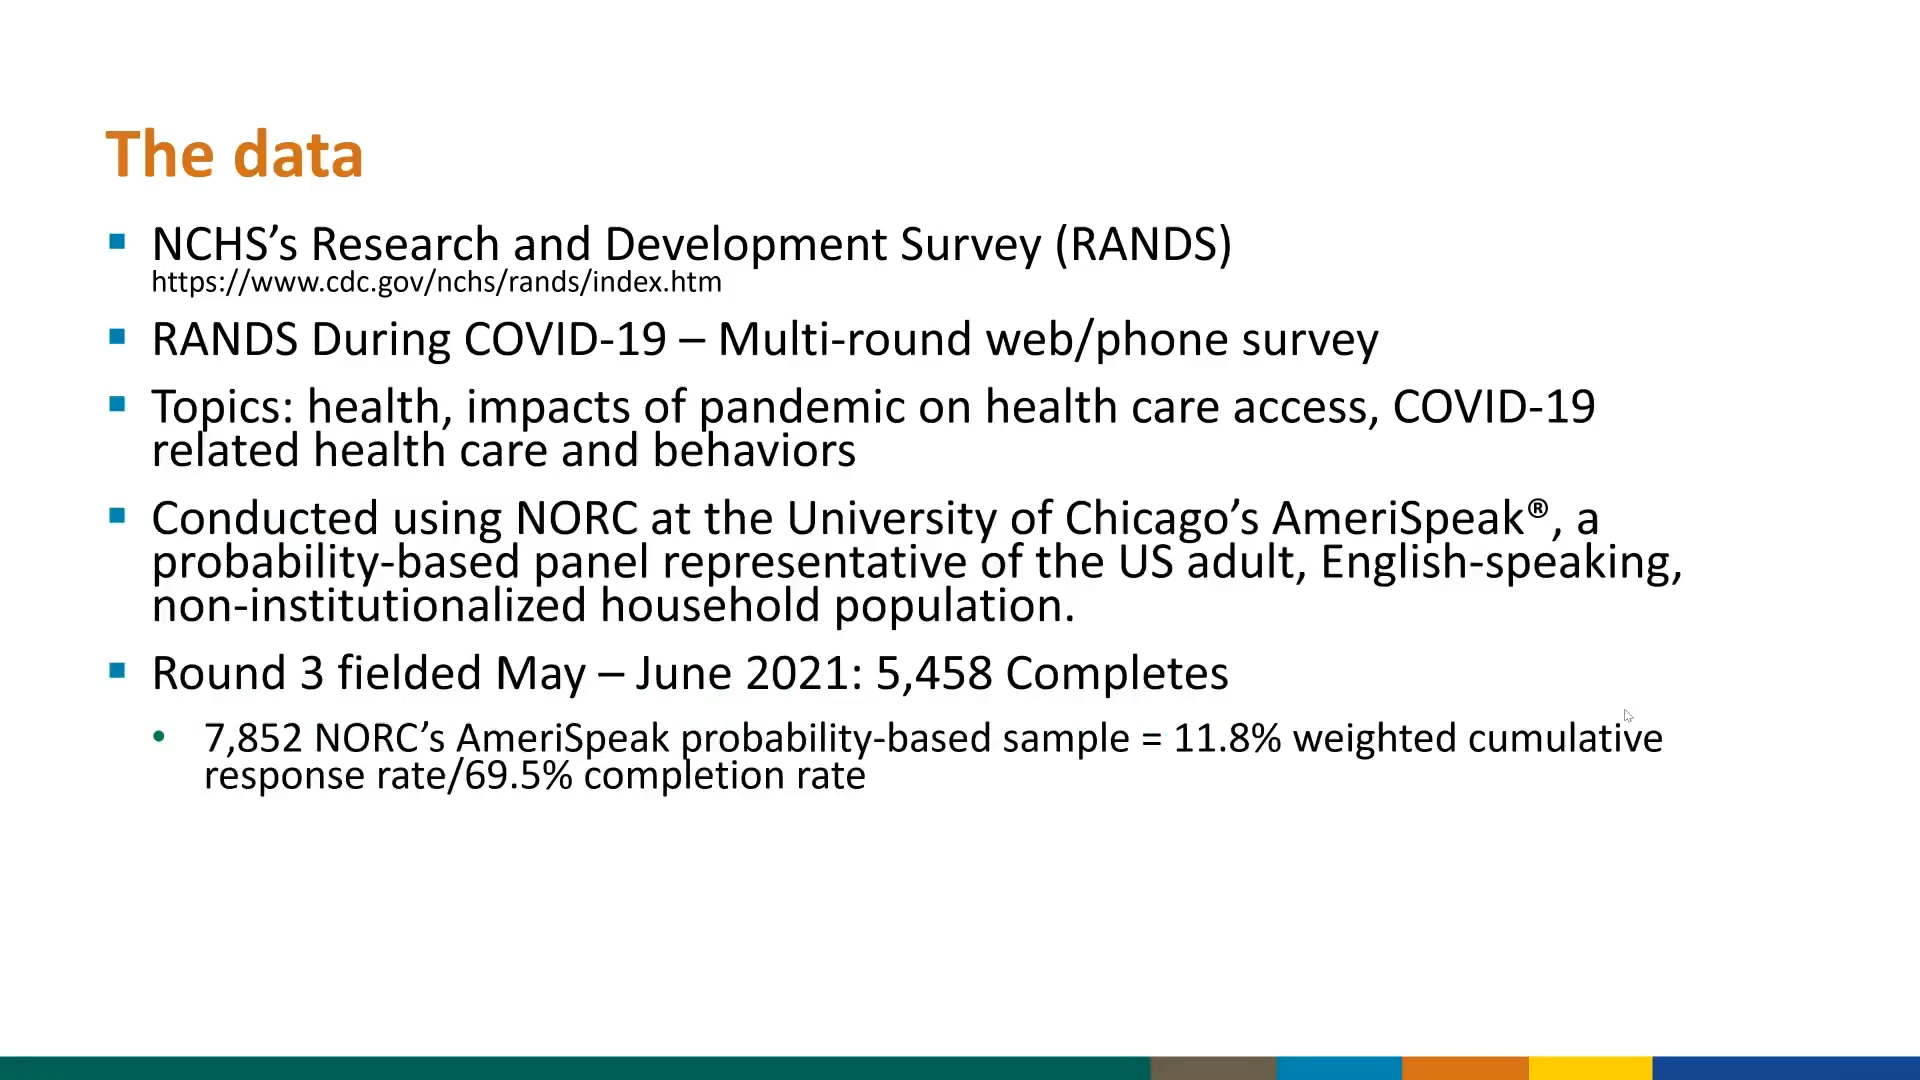 The data
NCHS’s Research and Development Survey (RANDS)
https://www.cdc.gov/nchs/rands/index.htm
RANDS During COVID-19 – Multi-round web/phone survey
Topics: health, impacts of pandemic on health care access, COVID-19
related health care and behaviors
Conducted using NORC at the University of Chicago’s AmeriSpeak®, a
probability-based panel representative of the US adult, English-speaking,
non-institutionalized household population.
Round 3 fielded May – June 2021: 5,458 Completes
7,852 NORC’s AmeriSpeak probability-based sample = 11.8% weighted cumulative
response rate/69.5% completion rate